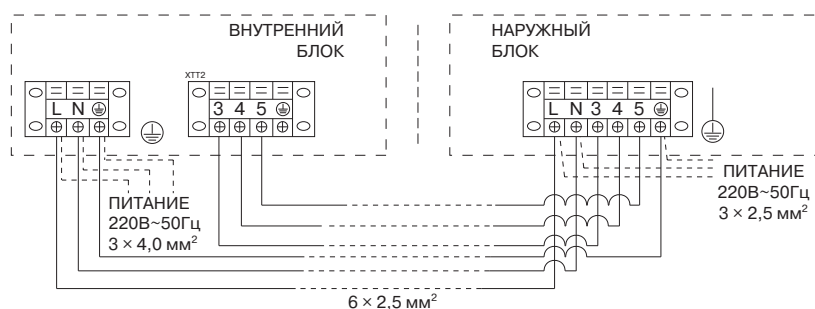 ВНУТРЕННИЙ
БЛОК
НАРУЖНЫЙ
БЛОК
XTT2
L N
3 4 5
L N 3 4 5
ПИТАНИЕ
220В~50Гц
3 × 4,0 мм²
ПИТАНИЕ
220В~50Гц
3 × 2,5 мм²
6 × 2,5 мм²